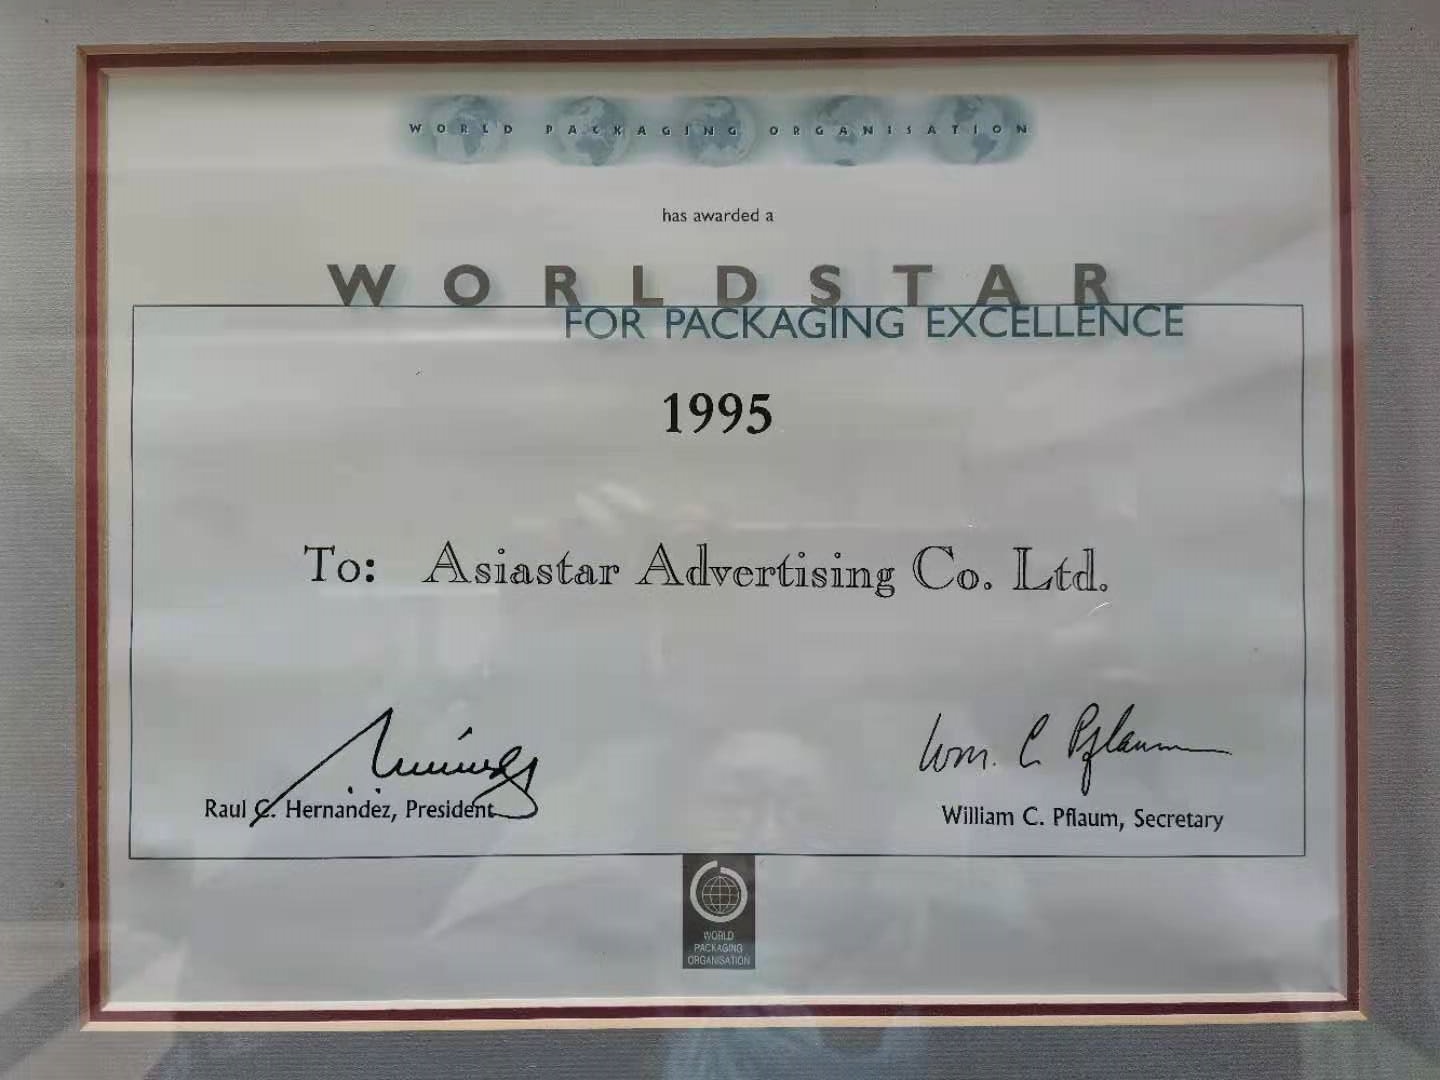 WORLD PACKAGING ORGANISATION
has awarded a
WORLDSTAR
FOR PACKAGING EXCELLENCE
1995
To: Asiastar Advertising Co. Ltd.
Wm. C Pflaum
Raul C. Hernandez, President
William C. Pflaum, Secretary
WORLD
PACKAGING
ORGANISATION